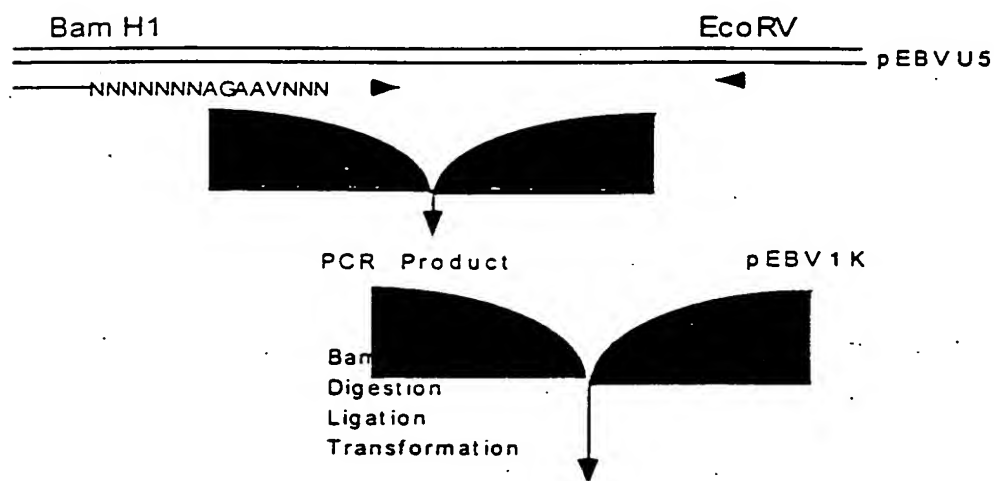 Bam H1 EcoRV
pEBVU5
NNNNNNNAGAAVNNN
PCR Product pEBV1K
Bam
Digestion
Ligation
Transformation